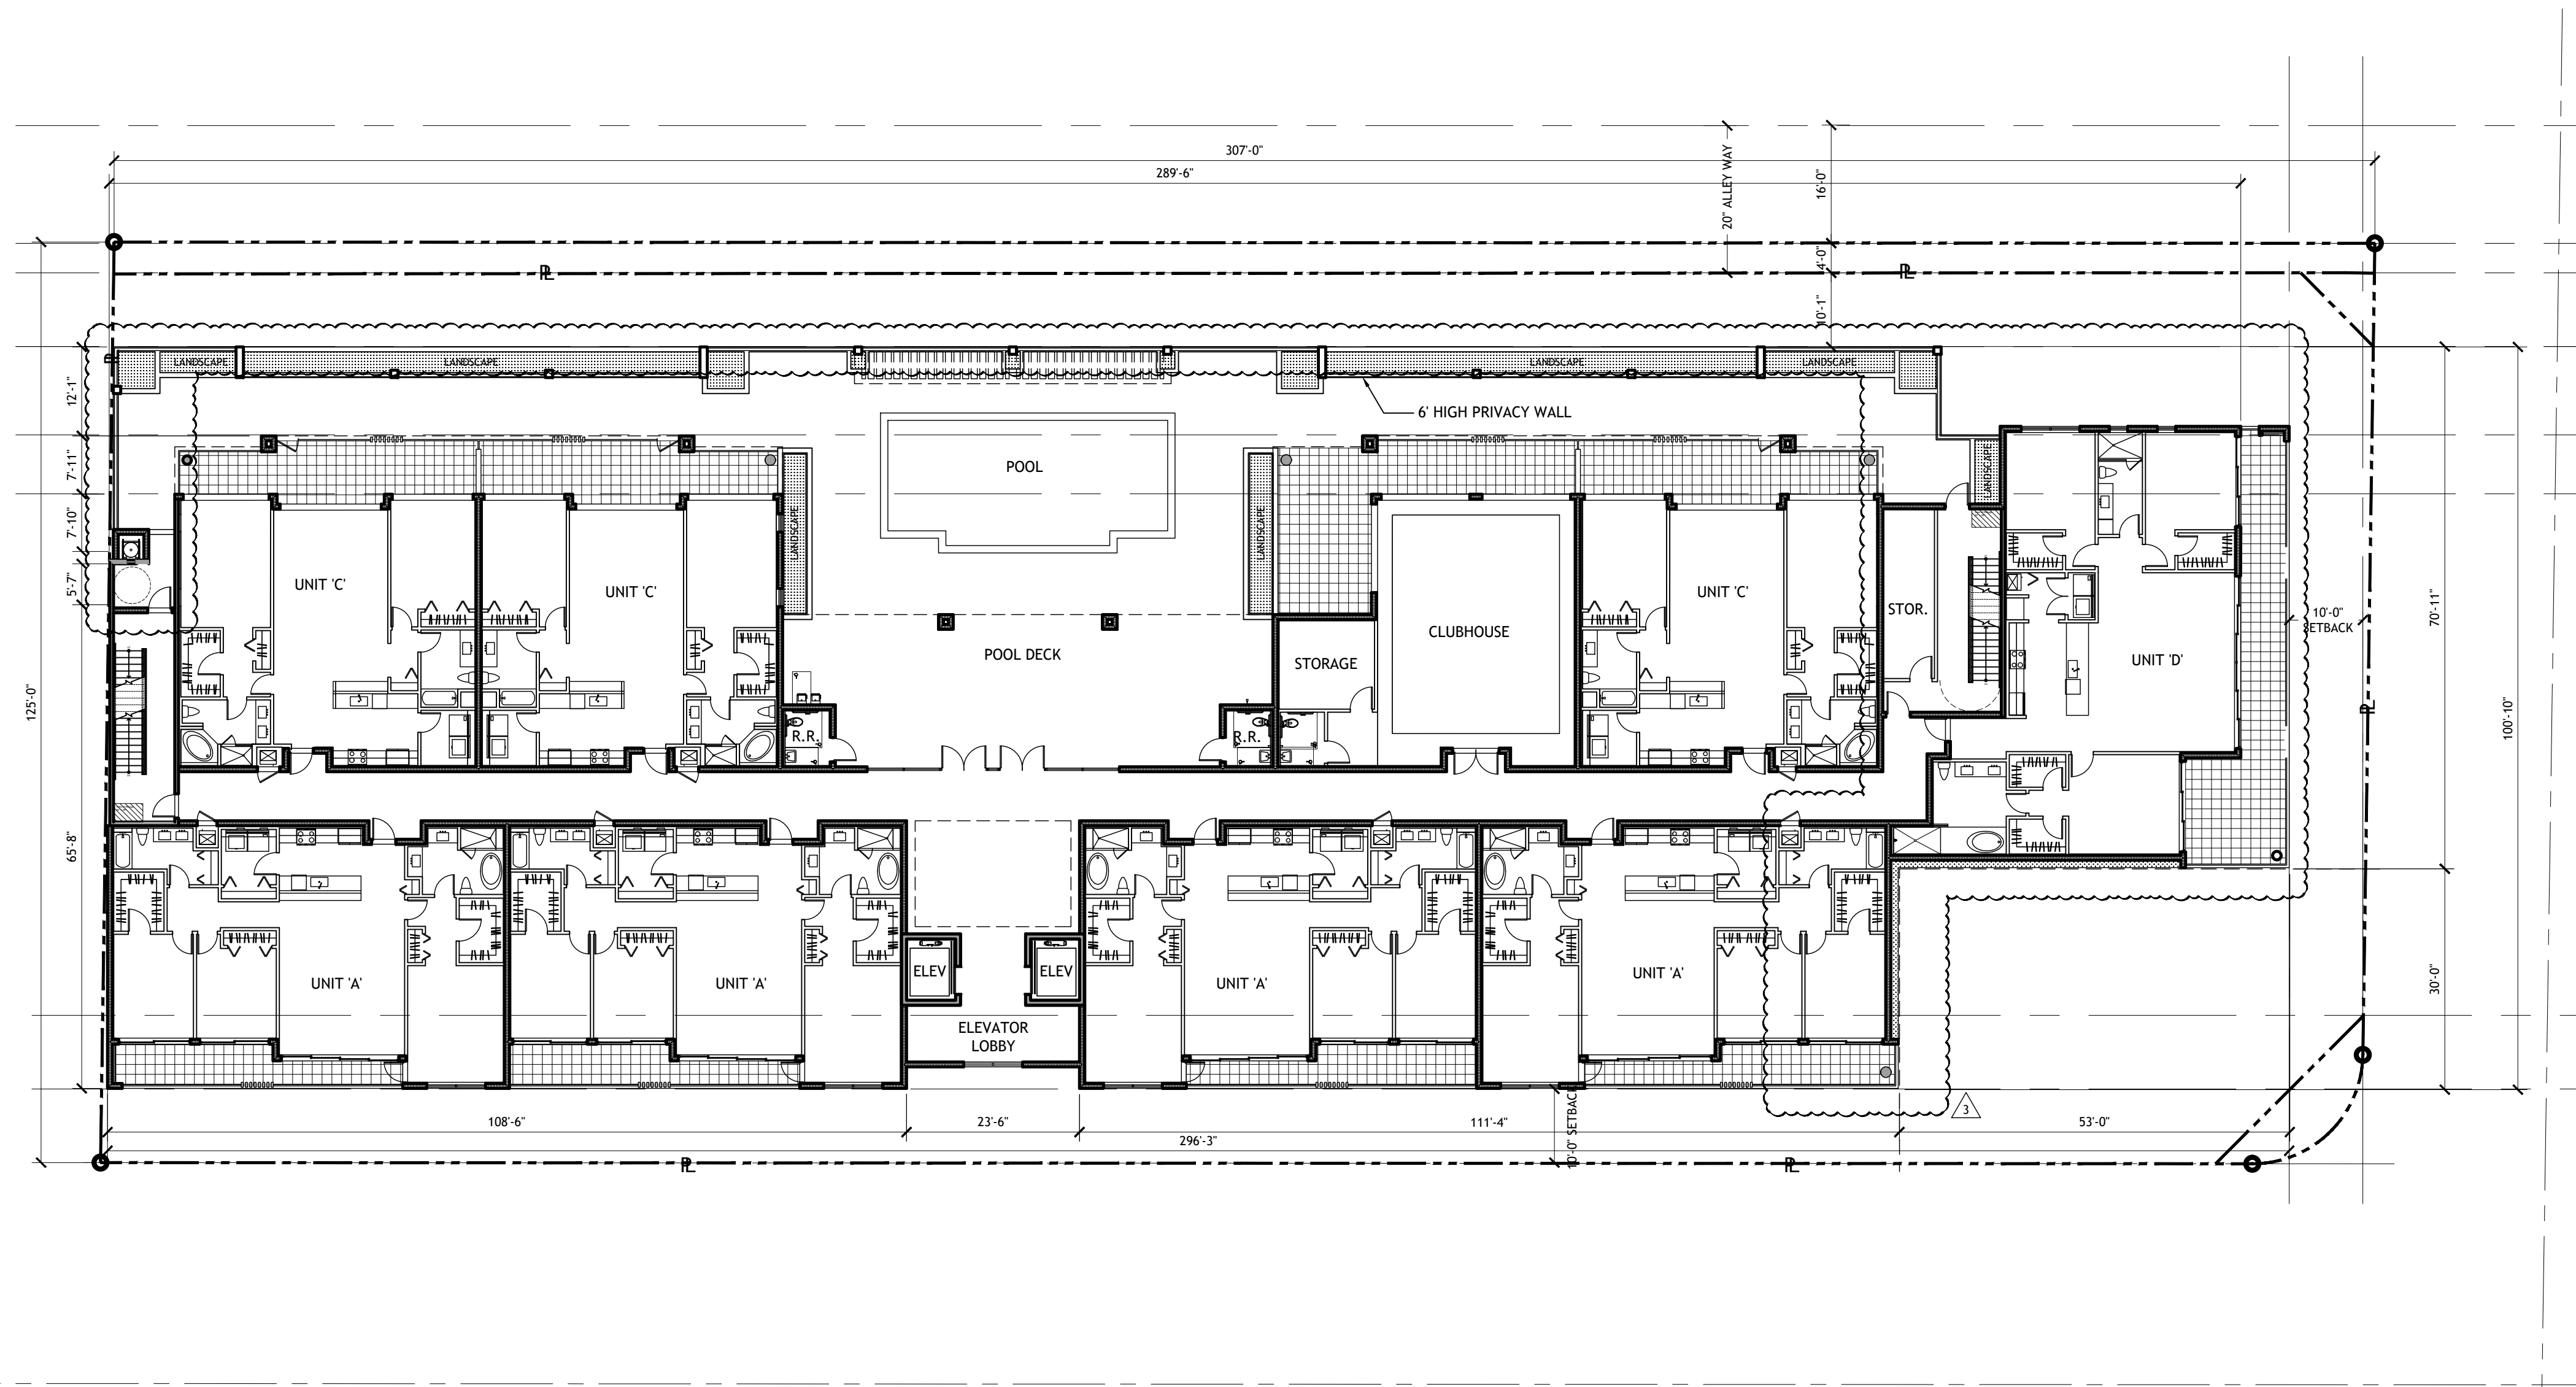 307'-0"
289'-6"
20" ALLEY WAY
16'-0"
4'-0"
10'-1"
PL
PL
PL
LANDSCAPE
LANDSCAPE
LANDSCAPE
LANDSCAPE
6' HIGH PRIVACY WALL
12'-1"
7'-11"
7'-10"
5'-7"
125'-0"
65'-8"
POOL
LANDSCAPE
LANDSCAPE
LANDSCAPE
UNIT 'C'
UNIT 'C'
UNIT 'C'
STOR.
CLUBHOUSE
POOL DECK
STORAGE
UNIT 'D'
10'-0"
SETBACK
70'-11"
100'-10"
PL
R.R.
R.R.
ELEV
ELEV
UNIT 'A'
UNIT 'A'
UNIT 'A'
UNIT 'A'
30'-0"
ELEVATOR
LOBBY
10'-0" SETBACK
3
108'-6"
23'-6"
111'-4"
53'-0"
296'-3"
PL
PL